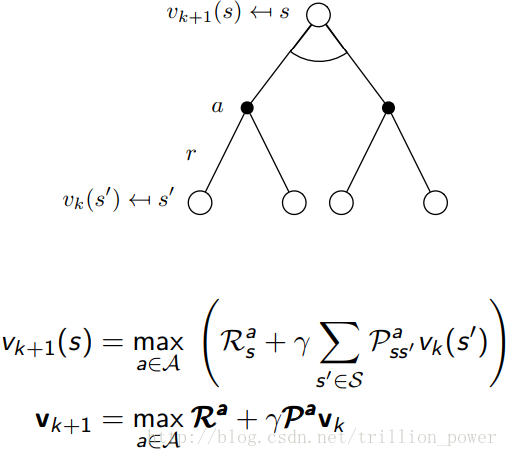 v_{k+1}(s) ↤ s
a
r
v_k(s′) ↤ s′
v_{k+1}(s) = max_{a∈𝒜} ( ℛ_s^a + γ ∑_{s′∈𝒮} 𝒫_{ss′}^a v_k(s′) )
𝐯_{k+1} = max_{a∈𝒜} 𝓡^𝐚 + γ𝓟^𝐚 𝐯_k
http://blog.csdn.net/trillion_power